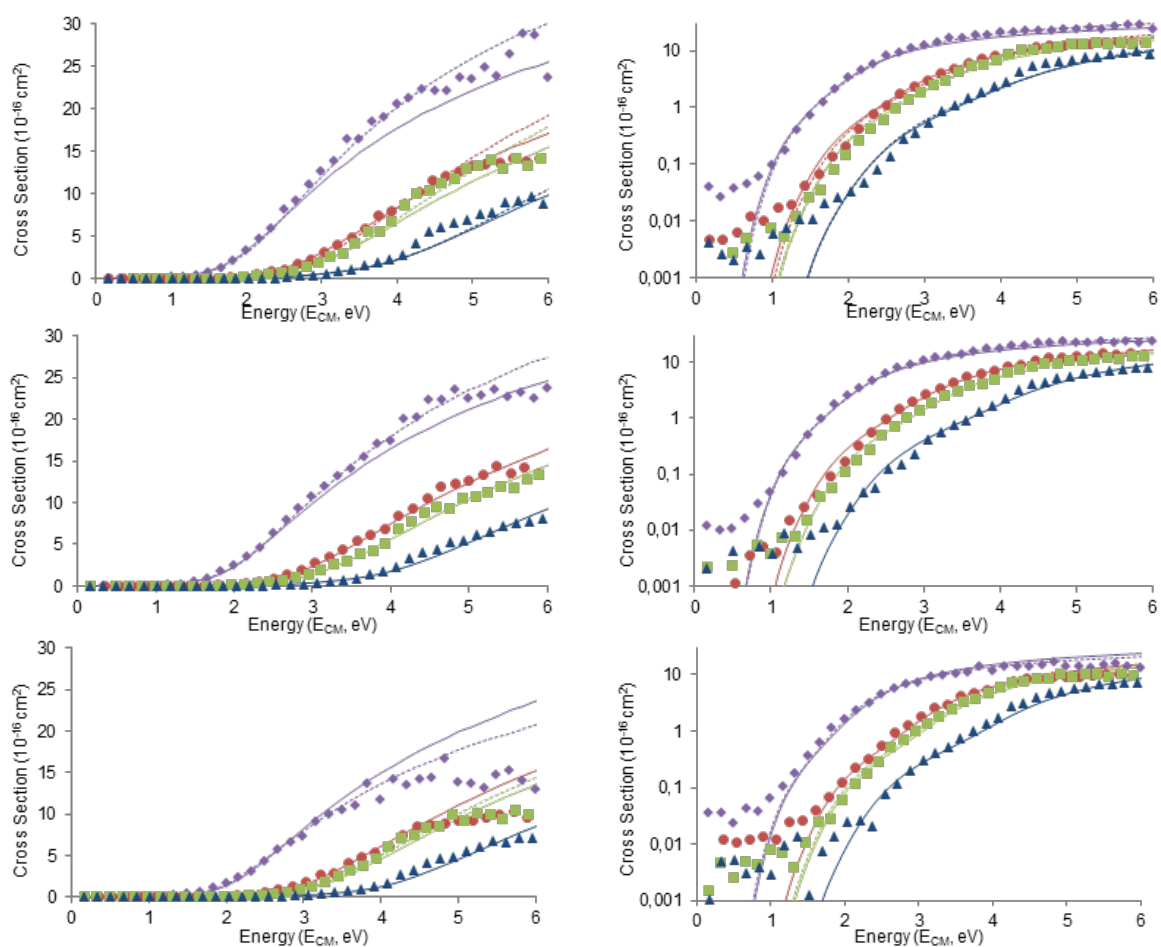 Cross Section (10⁻¹⁶ cm²)
30
25
20
15
10
5
0
0 1 2 3 4 5 6
Energy (E_CM, eV)
Cross Section (10⁻¹⁶ cm²)
10
1
0,1
0,01
0,001
0 1 2 3 4 5 6
Energy (E_CM, eV)
Cross Section (10⁻¹⁶ cm²)
30
25
20
15
10
5
0
0 1 2 3 4 5 6
Energy (E_CM, eV)
Cross Section (10⁻¹⁶ cm²)
10
1
0,1
0,01
0,001
0 1 2 3 4 5 6
Energy (E_CM, eV)
Cross Section (10⁻¹⁶ cm²)
30
25
20
15
10
5
0
0 1 2 3 4 5 6
Energy (E_CM, eV)
Cross Section (10⁻¹⁶ cm²)
10
1
0,1
0,01
0,001
0 1 2 3 4 5 6
Energy (E_CM, eV)